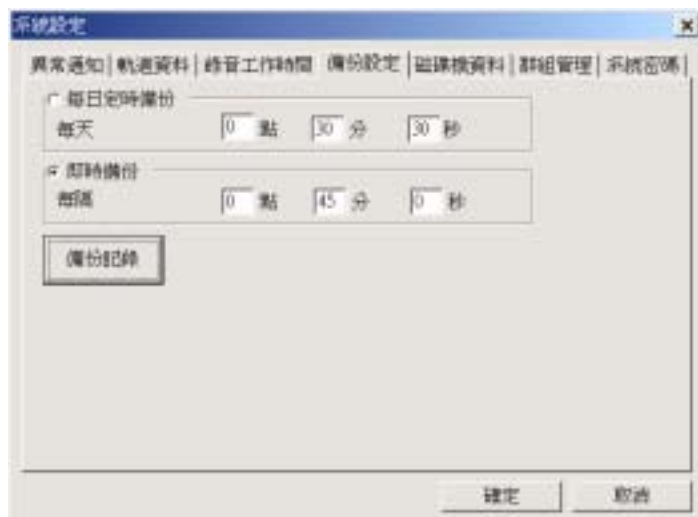 系統設定
異常通知 軌道資料 錄音工作時間 備份設定 磁碟機資料 群組管理 系統密碼
每日定時備份
每天 0 點 30 分 30 秒
即時備份
每隔 0 點 45 分 0 秒
備份記錄
確定 取消